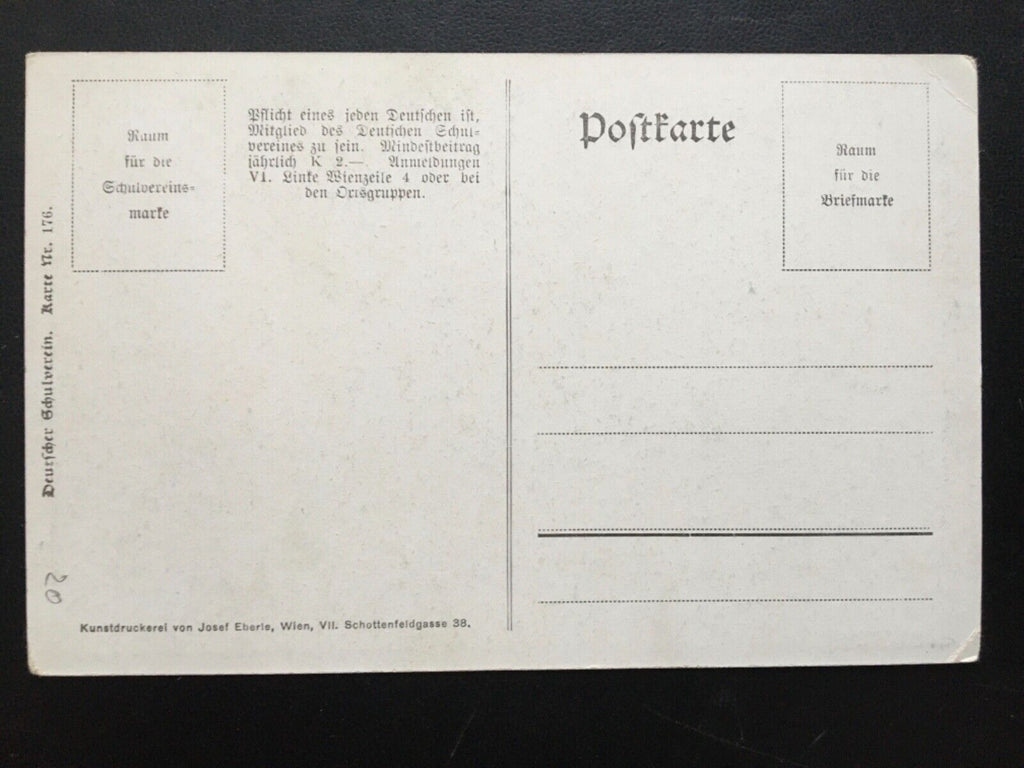 Raum
für die
Schulvereins=
marke
Pflicht eines jeden Deutschen ist,
Mitglied des Deutschen Schul=
vereines zu sein. Mindestbeitrag
jährlich K 2.— Anmeldungen
VI. Linke Wienzeile 4 oder bei
den Ortsgruppen.
Postkarte
Raum
für die
Briefmarke
Deutscher Schulverein. Karte Nr. 176.
20
Kunstdruckerei von Josef Eberle, Wien, VII. Schottenfeldgasse 38.